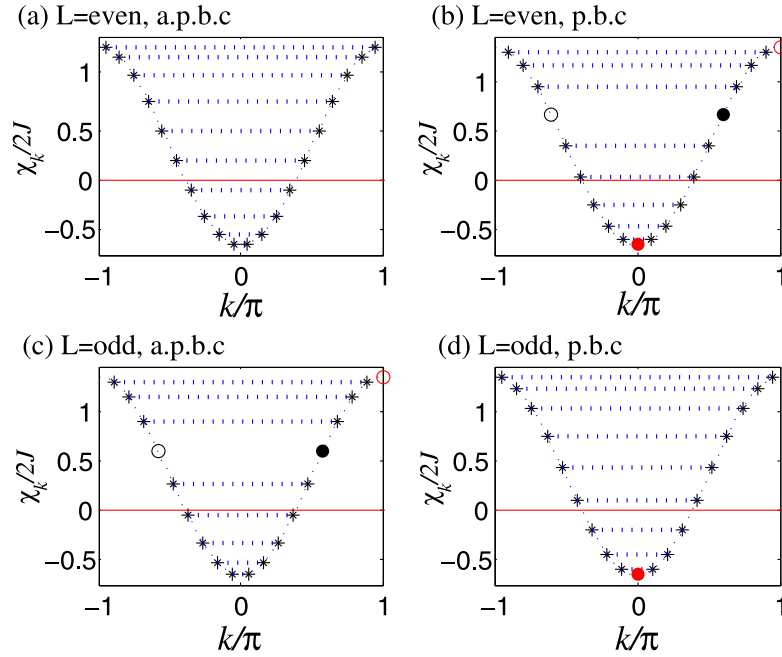 (a) L=even, a.p.b.c
(b) L=even, p.b.c
χk/2J
1
0.5
0
−0.5
−1
0
1
k/π
χk/2J
1
0.5
0
−0.5
−1
0
1
k/π
(c) L=odd, a.p.b.c
(d) L=odd, p.b.c
χk/2J
1
0.5
0
−0.5
−1
0
1
k/π
χk/2J
1
0.5
0
−0.5
−1
0
1
k/π